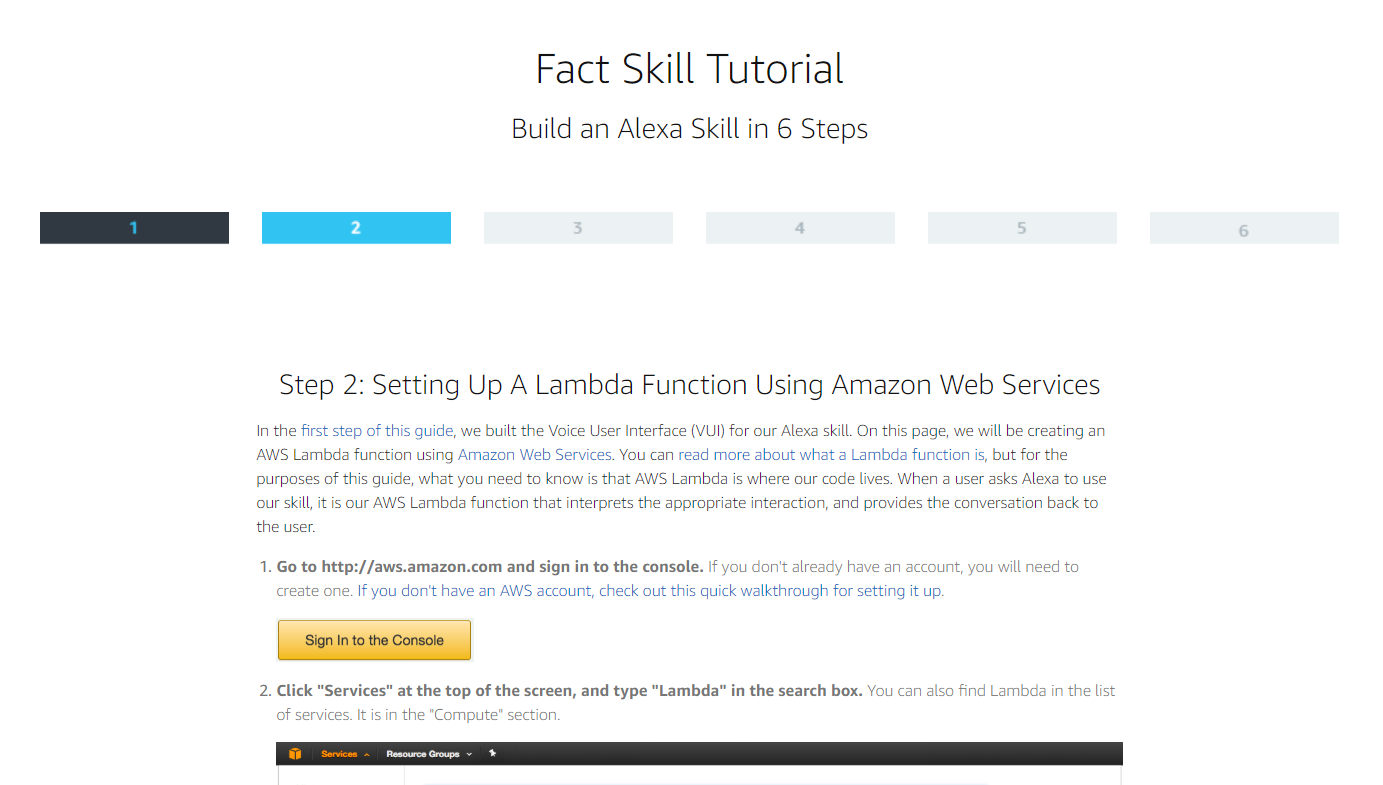 Fact Skill Tutorial
Build an Alexa Skill in 6 Steps
1 2 3 4 5 6
Step 2: Setting Up A Lambda Function Using Amazon Web Services
In the first step of this guide, we built the Voice User Interface (VUI) for our Alexa skill. On this page, we will be creating an
AWS Lambda function using Amazon Web Services. You can read more about what a Lambda function is, but for the
purposes of this guide, what you need to know is that AWS Lambda is where our code lives. When a user asks Alexa to use
our skill, it is our AWS Lambda function that interprets the appropriate interaction, and provides the conversation back to
the user.
1. Go to http://aws.amazon.com and sign in to the console. If you don't already have an account, you will need to
create one. If you don't have an AWS account, check out this quick walkthrough for setting it up.
Sign In to the Console
2. Click "Services" at the top of the screen, and type "Lambda" in the search box. You can also find Lambda in the list
of services. It is in the "Compute" section.
Services Resource Groups